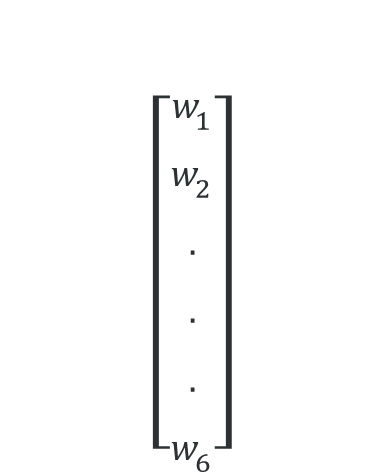 w₁
w₂
.
.
.
w₆